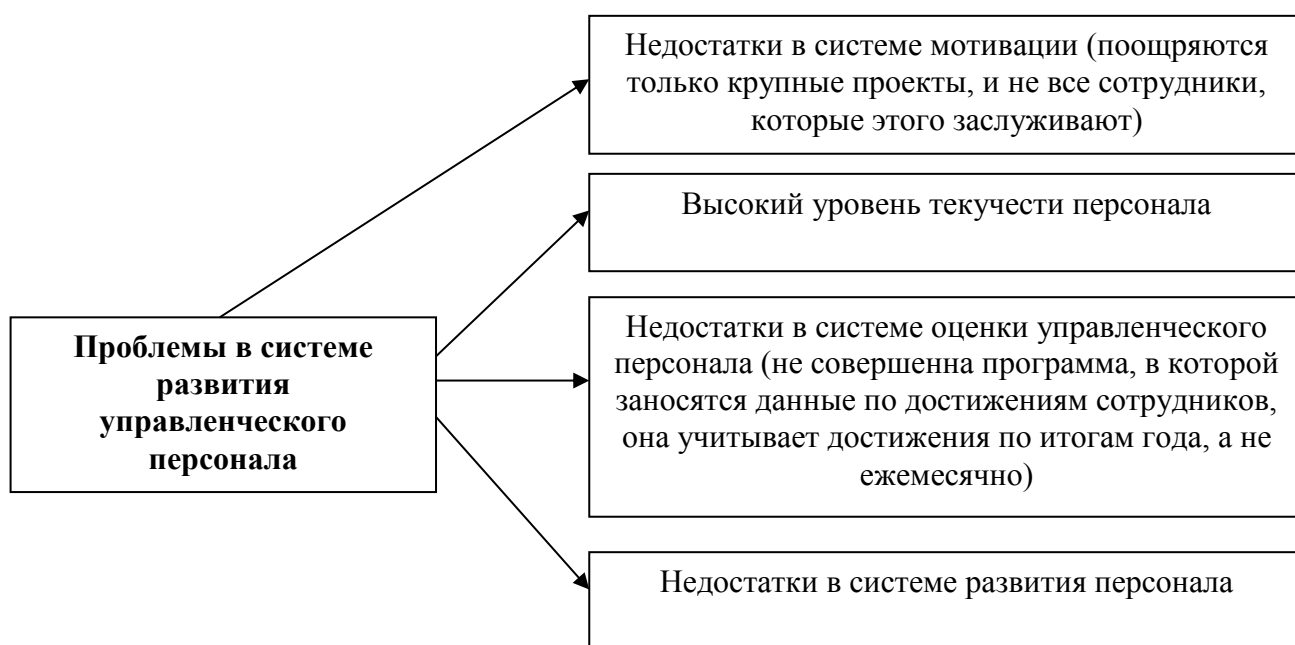 Недостатки в системе мотивации (поощряются
только крупные проекты, и не все сотрудники,
которые этого заслуживают)
Высокий уровень текучести персонала
Проблемы в системе
развития
управленческого
персонала
Недостатки в системе оценки управленческого
персонала (не совершенна программа, в которой
заносятся данные по достижениям сотрудников,
она учитывает достижения по итогам года, а не
ежемесячно)
Недостатки в системе развития персонала